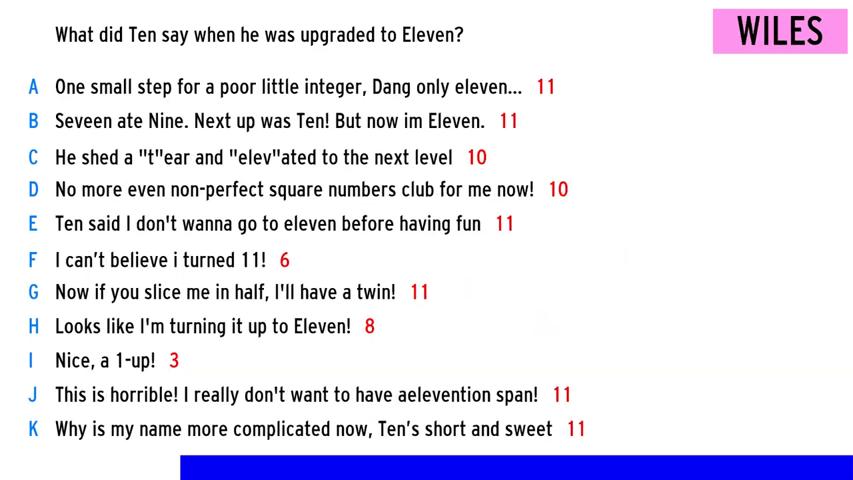 What did Ten say when he was upgraded to Eleven?
WILES
A One small step for a poor little integer, Dang only eleven... 11
B Seveen ate Nine. Next up was Ten! But now im Eleven. 11
C He shed a "t"ear and "elev"ated to the next level 10
D No more even non-perfect square numbers club for me now! 10
E Ten said I don't wanna go to eleven before having fun 11
F I can’t believe i turned 11! 6
G Now if you slice me in half, I'll have a twin! 11
H Looks like I'm turning it up to Eleven! 8
I Nice, a 1-up! 3
J This is horrible! I really don't want to have aelevention span! 11
K Why is my name more complicated now, Ten’s short and sweet 11